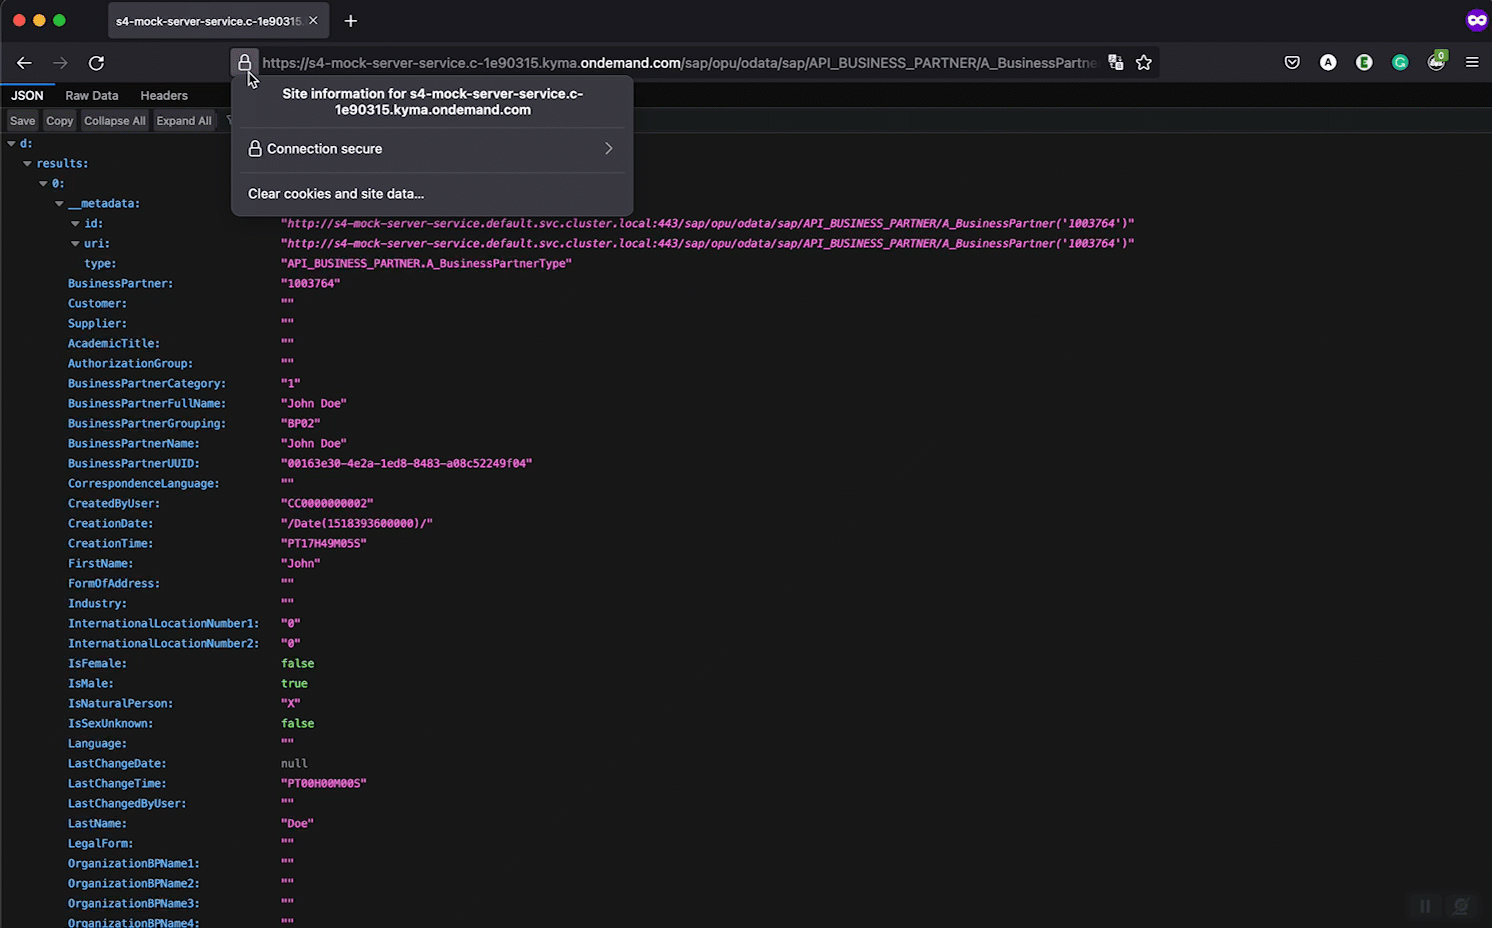 s4-mock-server-service.c-1e90315.
https://s4-mock-server-service.c-1e90315.kyma.ondemand.com/sap/opu/odata/sap/API_BUSINESS_PARTNER/A_BusinessPartne
A
0
JSON Raw Data Headers
Site information for s4-mock-server-service.c-
1e90315.kyma.ondemand.com
Save Copy Collapse All Expand All
Connection secure
Clear cookies and site data...
d:
results:
0:
__metadata:
id: "http://s4-mock-server-service.default.svc.cluster.local:443/sap/opu/odata/sap/API_BUSINESS_PARTNER/A_BusinessPartner('1003764')"
uri: "http://s4-mock-server-service.default.svc.cluster.local:443/sap/opu/odata/sap/API_BUSINESS_PARTNER/A_BusinessPartner('1003764')"
type: "API_BUSINESS_PARTNER.A_BusinessPartnerType"
BusinessPartner: "1003764"
Customer: ""
Supplier: ""
AcademicTitle: ""
AuthorizationGroup: ""
BusinessPartnerCategory: "1"
BusinessPartnerFullName: "John Doe"
BusinessPartnerGrouping: "BP02"
BusinessPartnerName: "John Doe"
BusinessPartnerUUID: "00163e30-4e2a-1ed8-8483-a08c52249f04"
CorrespondenceLanguage: ""
CreatedByUser: "CC0000000002"
CreationDate: "/Date(1518393600000)/"
CreationTime: "PT17H49M05S"
FirstName: "John"
FormOfAddress: ""
Industry: ""
InternationalLocationNumber1: "0"
InternationalLocationNumber2: "0"
IsFemale: false
IsMale: true
IsNaturalPerson: "X"
IsSexUnknown: false
Language: ""
LastChangeDate: null
LastChangeTime: "PT00H00M00S"
LastChangedByUser: ""
LastName: "Doe"
LegalForm: ""
OrganizationBPName1: ""
OrganizationBPName2: ""
OrganizationBPName3: ""
OrganizationBPName4: ""